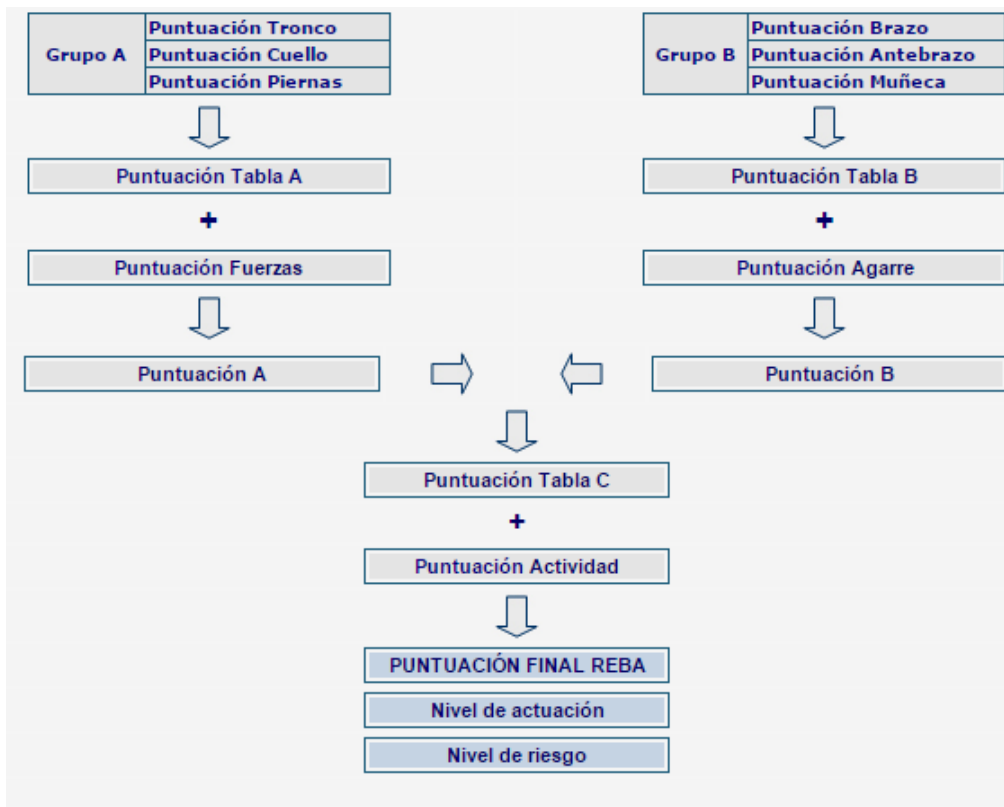 Grupo A
Puntuación Tronco
Puntuación Cuello
Puntuación Piernas
Grupo B
Puntuación Brazo
Puntuación Antebrazo
Puntuación Muñeca
Puntuación Tabla A
Puntuación Tabla B
+
+
Puntuación Fuerzas
Puntuación Agarre
Puntuación A
Puntuación B
Puntuación Tabla C
+
Puntuación Actividad
PUNTUACIÓN FINAL REBA
Nivel de actuación
Nivel de riesgo